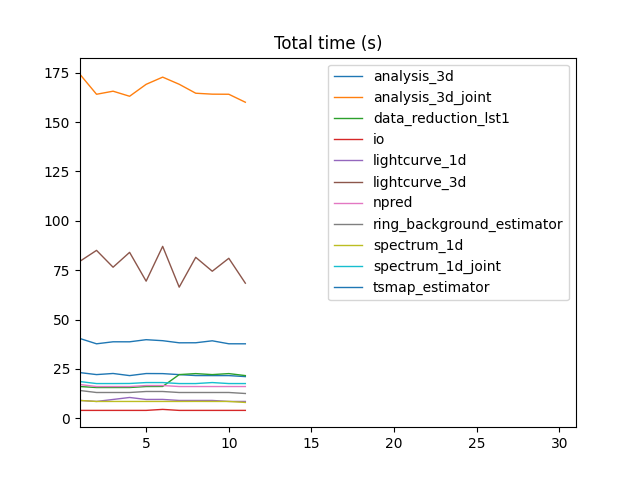 Total time (s)
175
150
125
100
75
50
25
0
analysis_3d
analysis_3d_joint
data_reduction_lst1
io
lightcurve_1d
lightcurve_3d
npred
ring_background_estimator
spectrum_1d
spectrum_1d_joint
tsmap_estimator
5 10 15 20 25 30